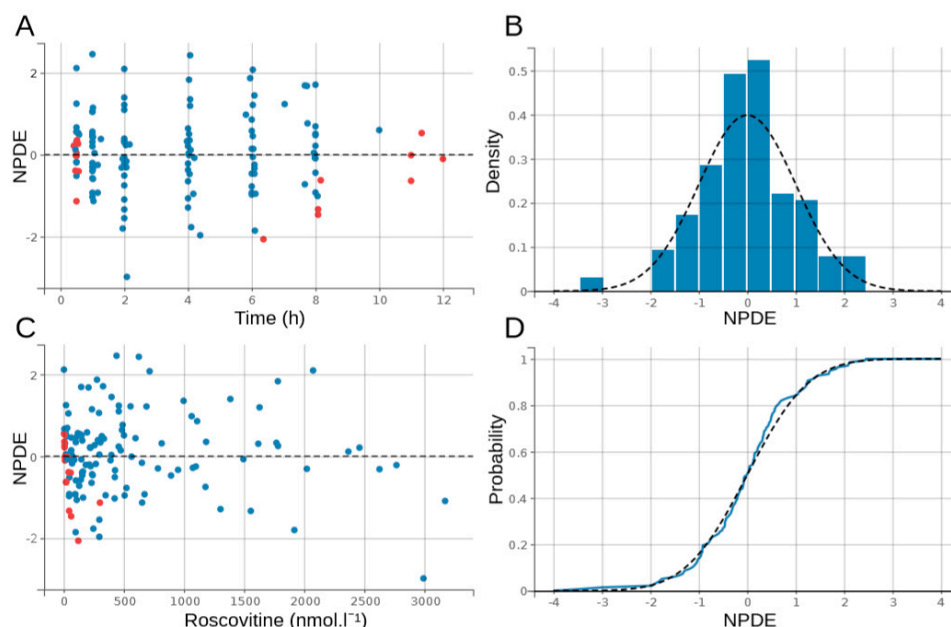 A
NPDE
2
0
-2
0 2 4 6 8 10 12
Time (h)
B
Density
0.5
0.4
0.3
0.2
0.1
0
-4 -3 -2 -1 0 1 2 3 4
NPDE
C
NPDE
2
0
-2
0 500 1000 1500 2000 2500 3000
Roscovitine (nmol.l⁻¹)
D
Probability
1
0.8
0.6
0.4
0.2
0
-4 -3 -2 -1 0 1 2 3 4
NPDE